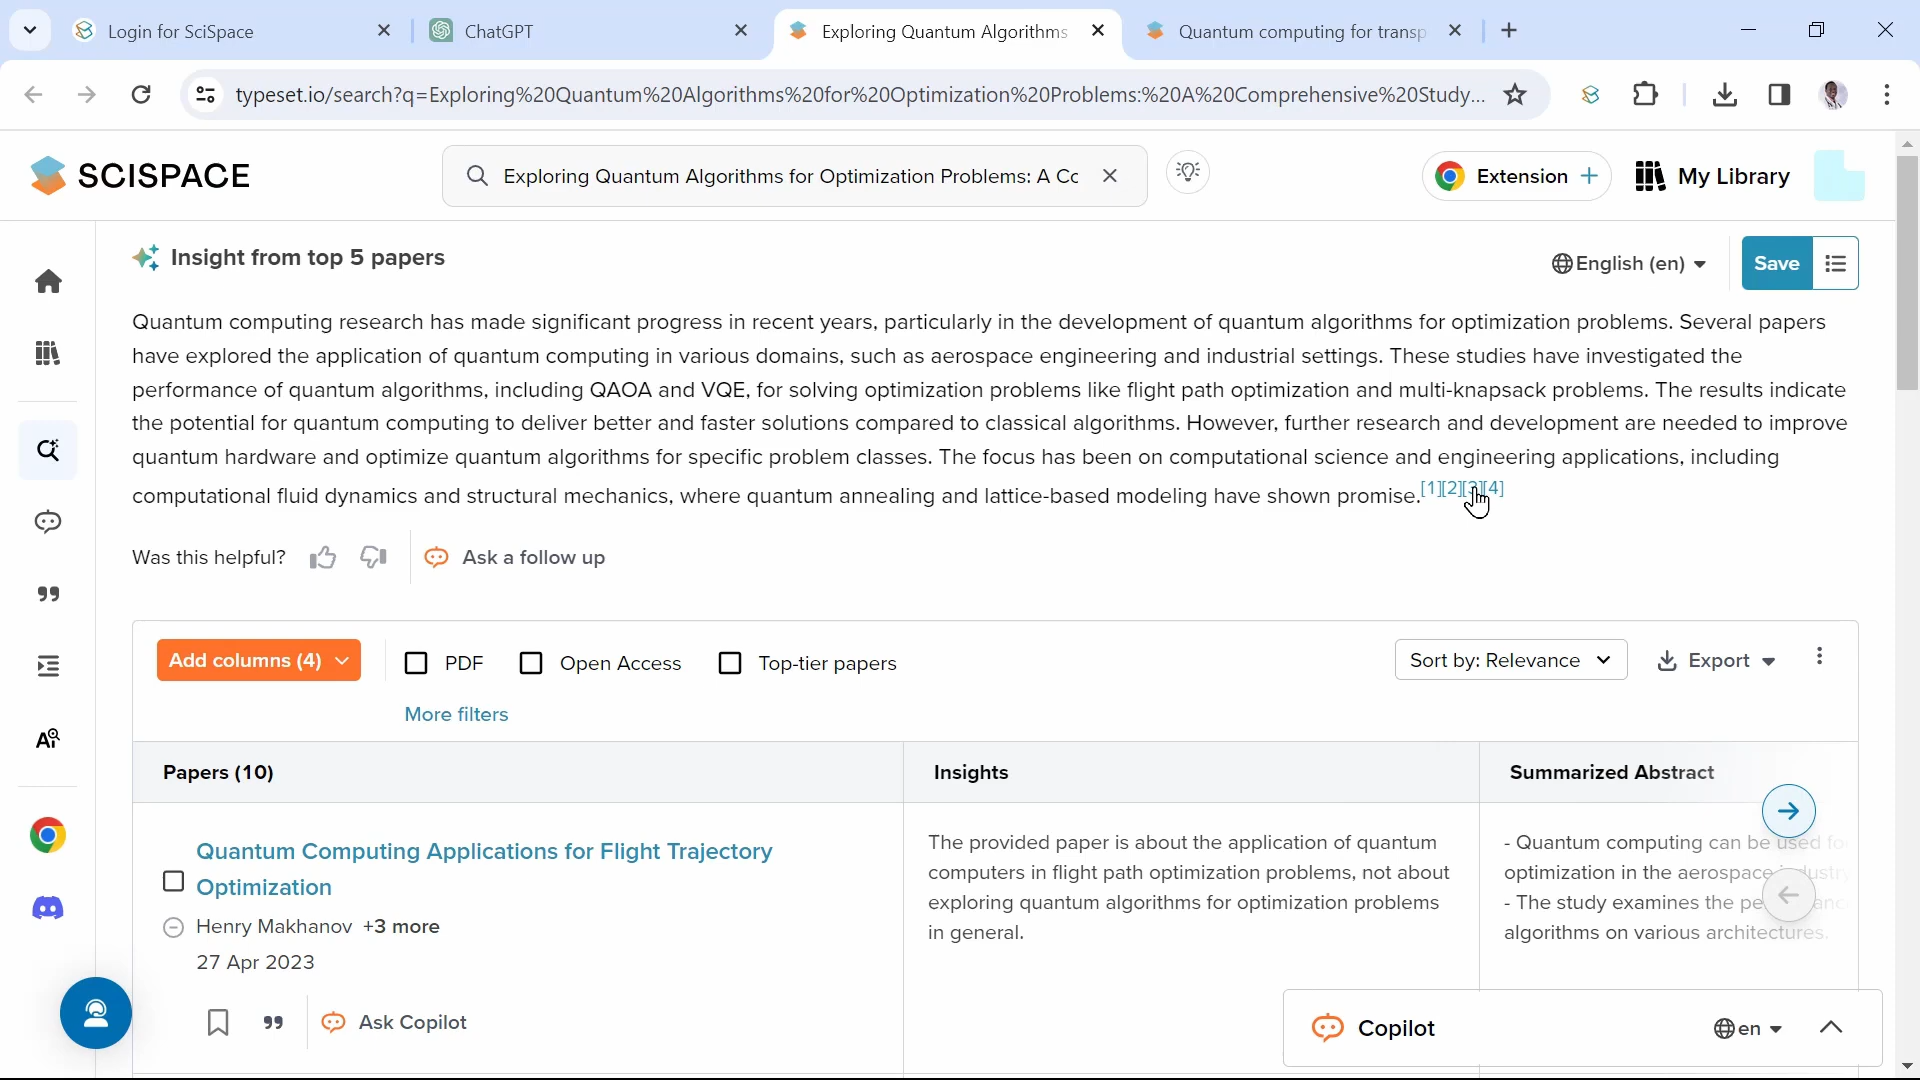 Login for SciSpace
ChatGPT
Exploring Quantum Algorithms
Quantum computing for transp
typeset.io/search?q=Exploring%20Quantum%20Algorithms%20for%20Optimization%20Problems:%20A%20Comprehensive%20Study...
SCISPACE
Exploring Quantum Algorithms for Optimization Problems: A Cc
Extension +
My Library
Insight from top 5 papers
English (en)
Save
Quantum computing research has made significant progress in recent years, particularly in the development of quantum algorithms for optimization problems. Several papers
have explored the application of quantum computing in various domains, such as aerospace engineering and industrial settings. These studies have investigated the
performance of quantum algorithms, including QAOA and VQE, for solving optimization problems like flight path optimization and multi-knapsack problems. The results indicate
the potential for quantum computing to deliver better and faster solutions compared to classical algorithms. However, further research and development are needed to improve
quantum hardware and optimize quantum algorithms for specific problem classes. The focus has been on computational science and engineering applications, including
computational fluid dynamics and structural mechanics, where quantum annealing and lattice-based modeling have shown promise.[1][2][3][4]
Was this helpful?
Ask a follow up
Add columns (4)
PDF
Open Access
Top-tier papers
Sort by: Relevance
Export
More filters
Papers (10)
Insights
Summarized Abstract
Quantum Computing Applications for Flight Trajectory
Optimization
Henry Makhanov +3 more
27 Apr 2023
Ask Copilot
The provided paper is about the application of quantum
computers in flight path optimization problems, not about
exploring quantum algorithms for optimization problems
in general.
- Quantum computing can be used fo
optimization in the aerospace industry
- The study examines the
algorithms on various architectures.
Copilot
en